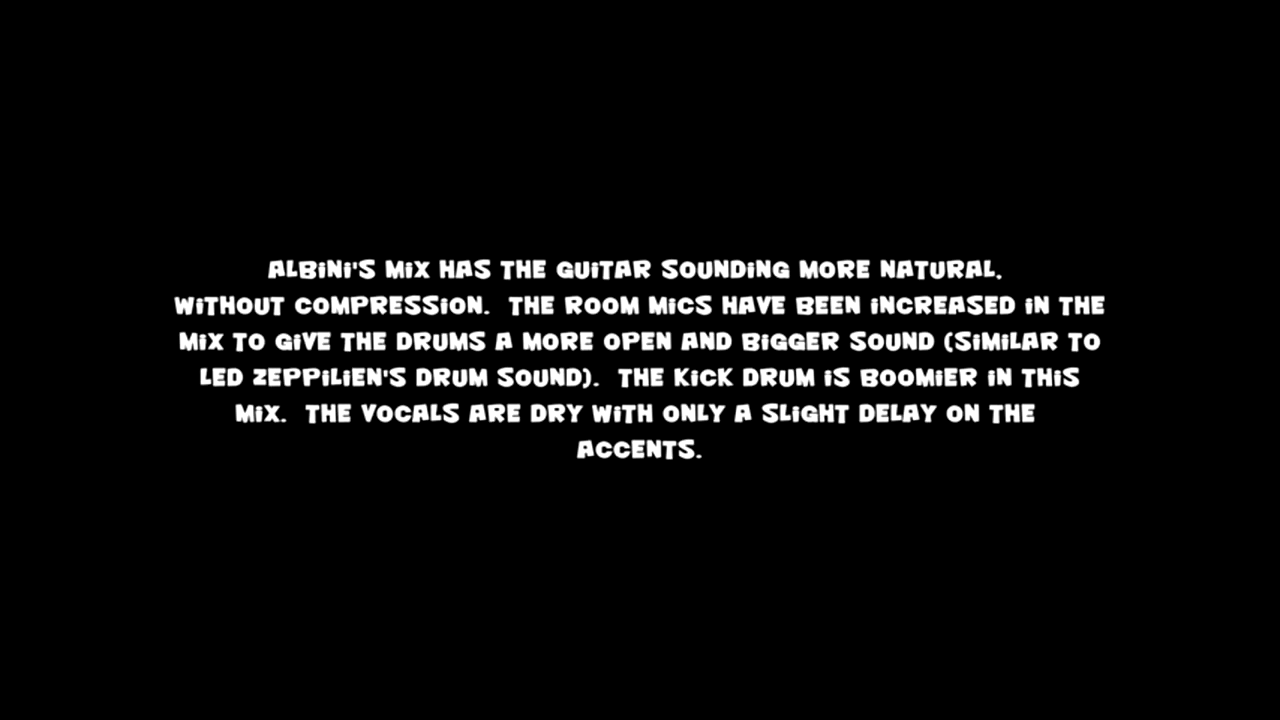 ALBiNi'S MiX HAS THE GUiTAR SOUNDiNG MORE NATURAL,
WiTHOUT COMPRESSiON.  THE ROOM MiCS HAVE BEEN iNCREASED iN THE
MiX TO GiVE THE DRUMS A MORE OPEN AND BiGGER SOUND (SiMiLAR TO
LED ZEPPiLiEN'S DRUM SOUND).  THE KiCK DRUM iS BOOMiER iN THiS
MiX.  THE VOCALS ARE DRY WiTH ONLY A SLiGHT DELAY ON THE
ACCENTS.